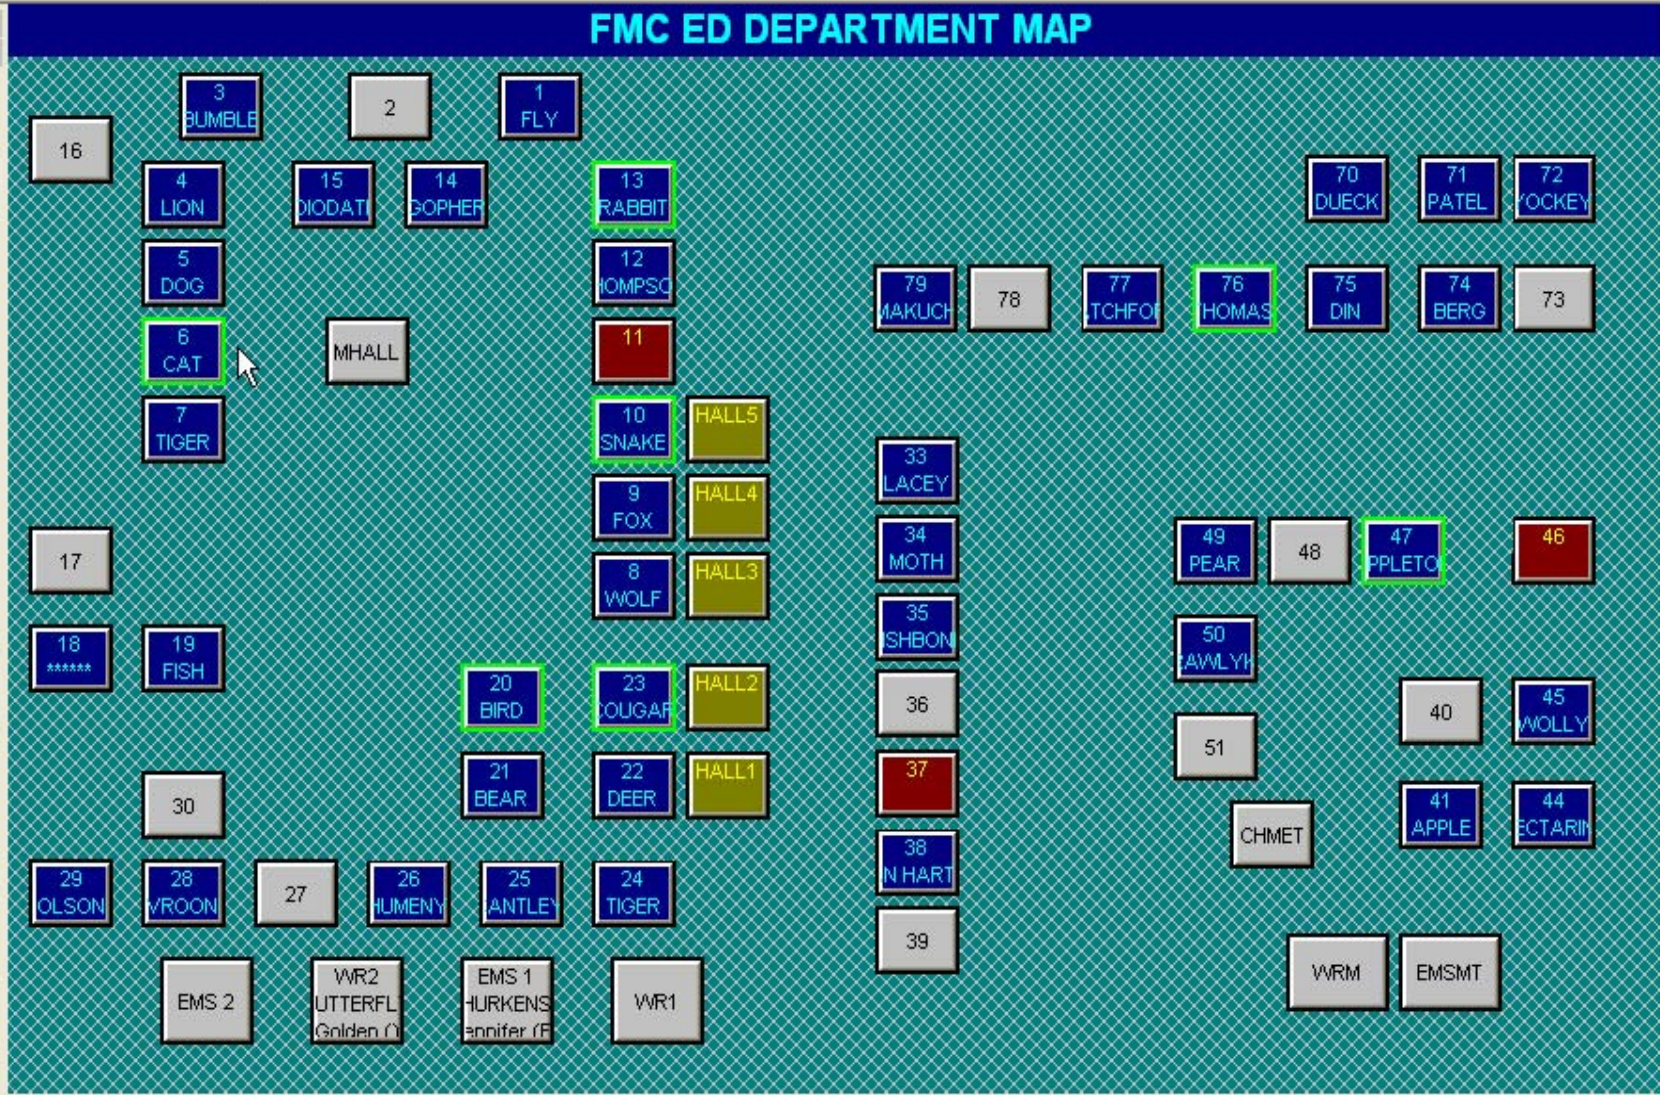 FMC ED DEPARTMENT MAP
3
BUMBLE
2
1
FLY
16
4
LION
15
DIODATI
14
GOPHER
13
RABBIT
70
DUECK
71
PATEL
72
YOCKEY
5
DOG
12
HOMPSO
79
MAKUCH
78
77
TCHFO
76
HOMAS
75
DIN
74
BERG
73
6
CAT
MHALL
11
7
TIGER
10
SNAKE
HALL5
33
LACEY
9
FOX
HALL4
34
MOTH
17
8
WOLF
HALL3
49
PEAR
48
47
PPLETO
46
35
ISHBON
18
******
19
FISH
50
ZAWLYK
20
BIRD
23
COUGAR
HALL2
36
40
45
WOLLY
51
21
BEAR
22
DEER
HALL1
37
30
CHMET
41
APPLE
44
ECTARIN
29
OLSON
28
VROON
27
26
HUMENY
25
ANTLEY
24
TIGER
38
N HART
39
EMS 2
WR2
UTTERFL
Golden ()
EMS 1
HURKENS
ennifer (F
WR1
WRM
EMSMT